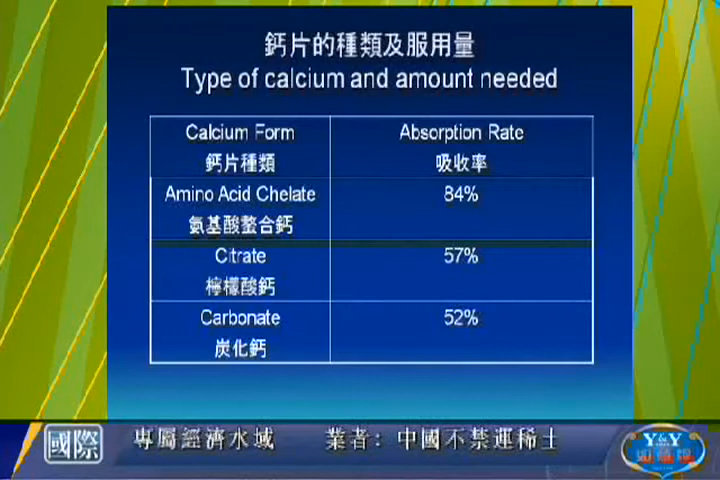 鈣片的種類及服用量
Type of calcium and amount needed
Calcium Form
鈣片種類
Absorption Rate
吸收率
Amino Acid Chelate
氨基酸螯合鈣
84%
Citrate
檸檬酸鈣
57%
Carbonate
炭化鈣
52%
國際
專屬經濟水域 業者: 中國不禁運稀土
Y&Y